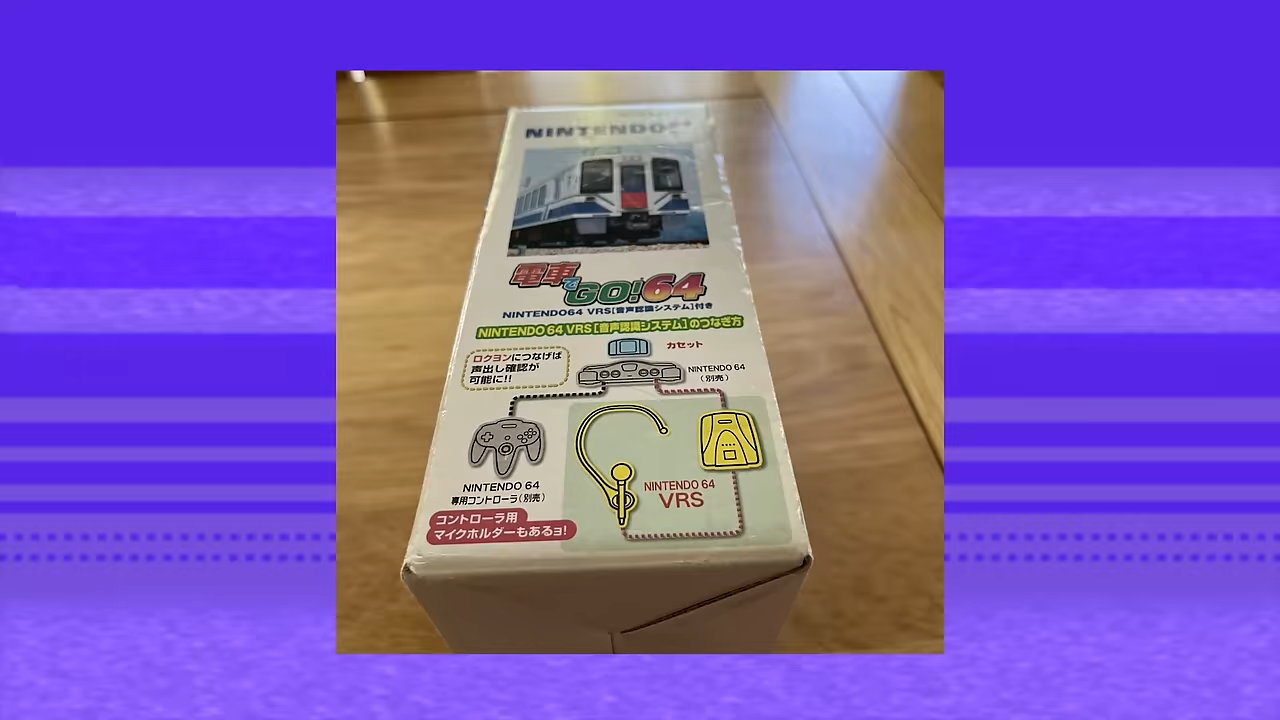 NINTENDO64
電車でGO!64
NINTENDO64 VRS[音声認識システム]付き
NINTENDO 64 VRS[音声認識システム]のつなぎ方
カセット
ロクヨンにつなげば
声出し確認が
可能に!!
NINTENDO 64
(別売)
NINTENDO 64
専用コントローラ(別売)
NINTENDO 64
VRS
コントローラ用
マイクホルダーもあるョ!